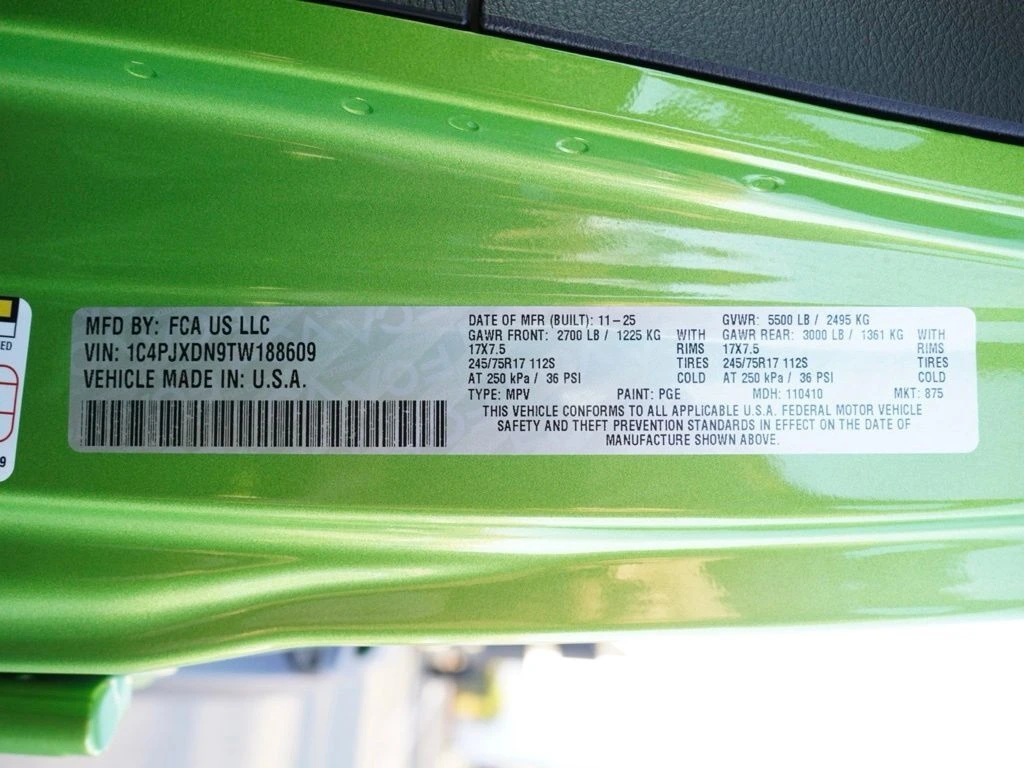 ED
9
MFD BY: FCA US LLC
VIN: 1C4PJXDN9TW188609
VEHICLE MADE IN: U.S.A.
DATE OF MFR (BUILT): 11-25 GVWR: 5500 LB / 2495 KG
GAWR FRONT: 2700 LB / 1225 KG WITH GAWR REAR: 3000 LB / 1361 KG WITH
17X7.5 RIMS 17X7.5 RIMS
245/75R17 112S TIRES 245/75R17 112S TIRES
AT 250 kPa / 36 PSI COLD AT 250 kPa / 36 PSI COLD
TYPE: MPV PAINT: PGE MDH: 110410 MKT: 875
THIS VEHICLE CONFORMS TO ALL APPLICABLE U.S.A. FEDERAL MOTOR VEHICLE
SAFETY AND THEFT PREVENTION STANDARDS IN EFFECT ON THE DATE OF
MANUFACTURE SHOWN ABOVE.